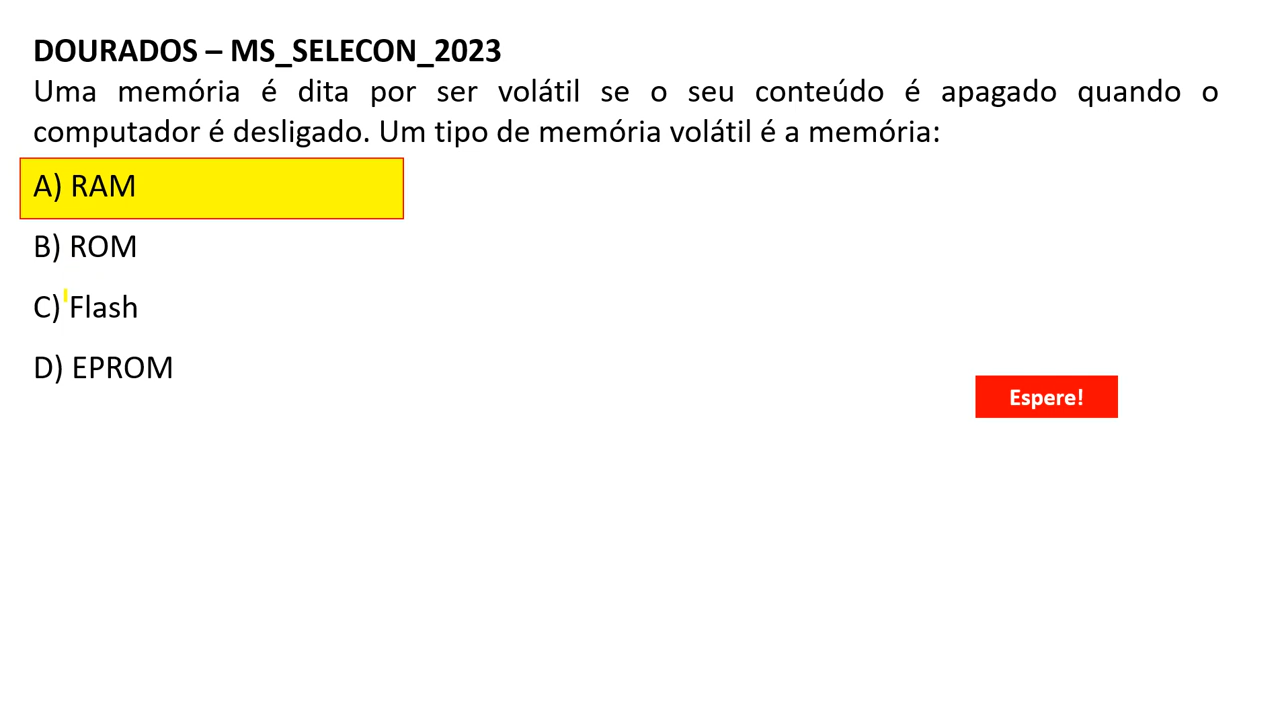 DOURADOS – MS_SELECON_2023
Uma memória é dita por ser volátil se o seu conteúdo é apagado quando o
computador é desligado. Um tipo de memória volátil é a memória:
A) RAM
B) ROM
C) Flash
D) EPROM
Espere!